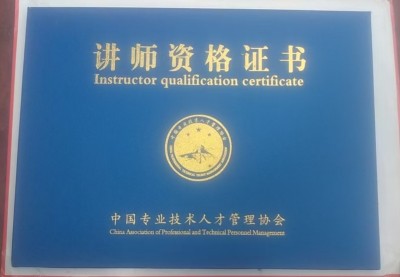 讲师资格证书
Instructor qualification certificate
中国专业技术人才管理协会
China Association of Professional and Technical Personnel Management